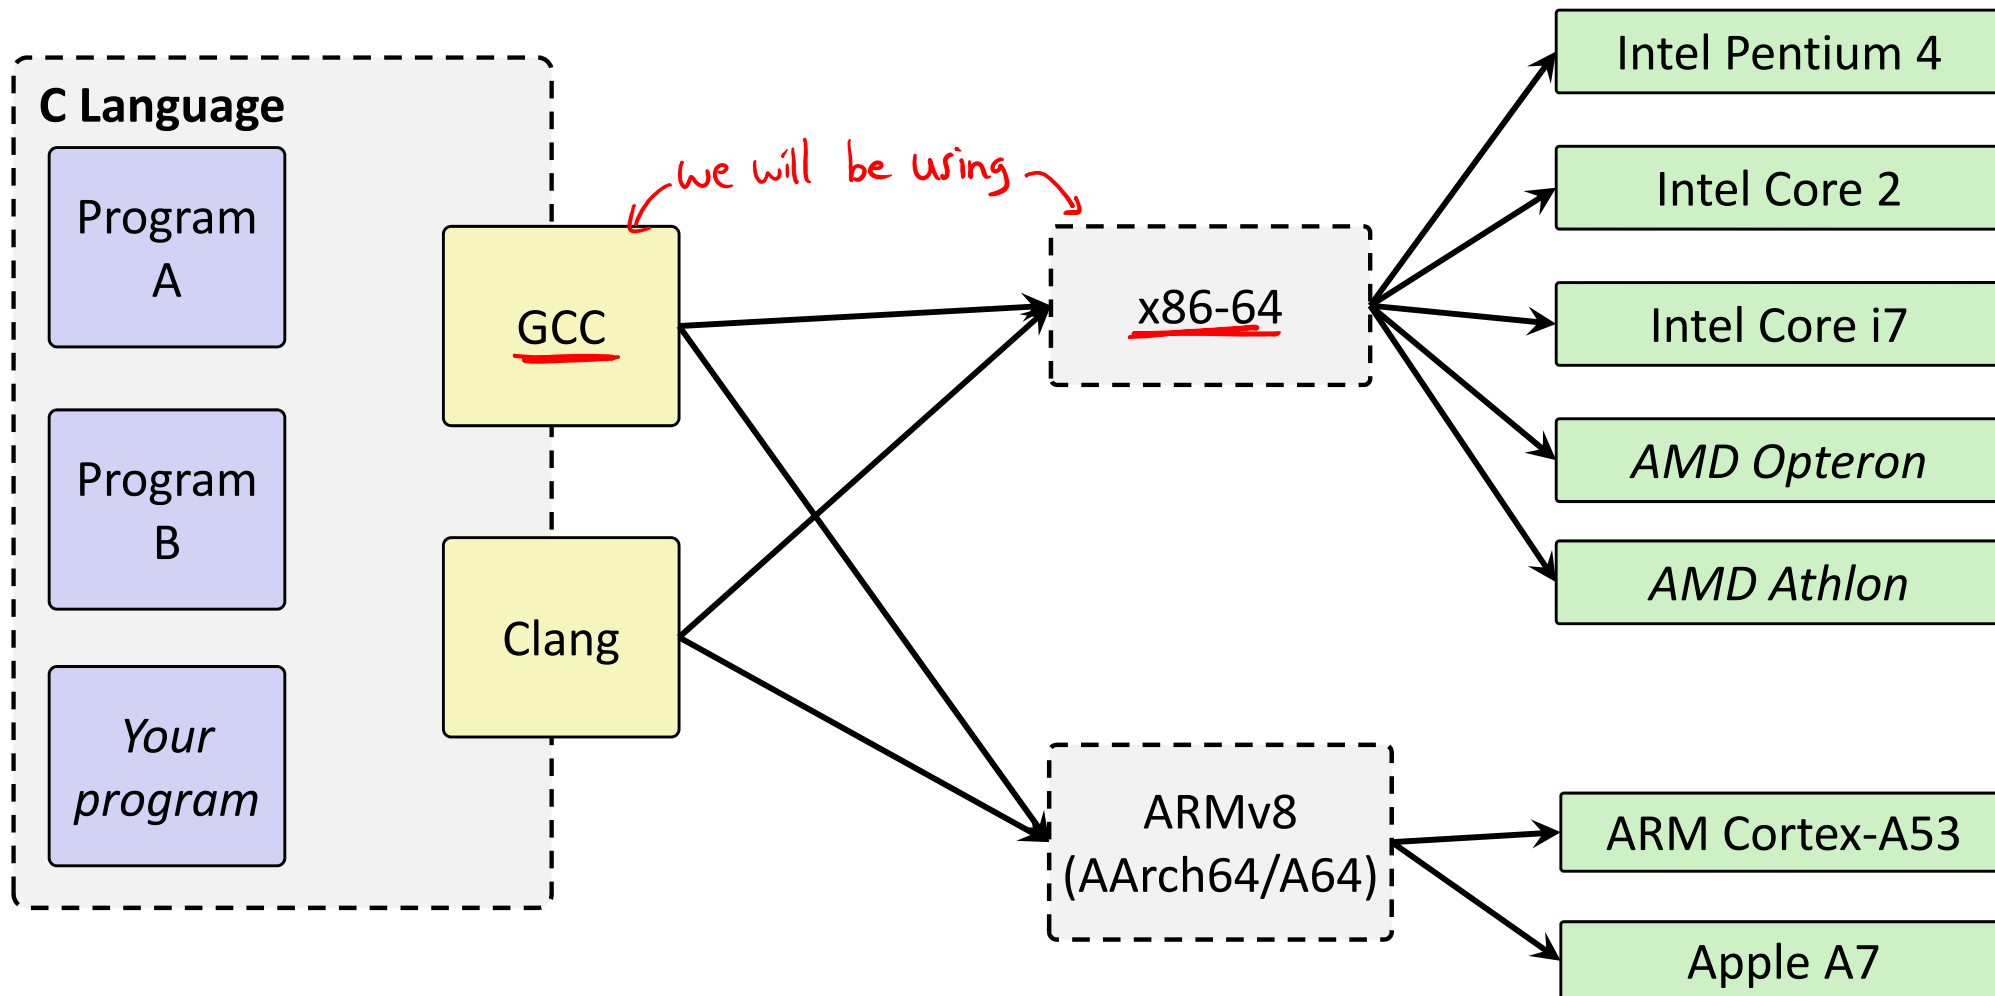 C Language
Program
A
Program
B
Your
program
we will be using
GCC
Clang
x86-64
ARMv8
(AArch64/A64)
Intel Pentium 4
Intel Core 2
Intel Core i7
AMD Opteron
AMD Athlon
ARM Cortex-A53
Apple A7